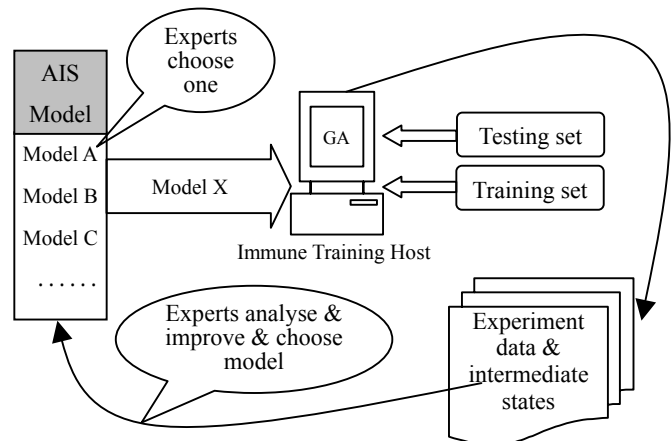 AIS
Model
Model A
Model B
Model C
......
Experts
choose
one
Model X
GA
Immune Training Host
Testing set
Training set
Experts analyse &
improve & choose
model
Experiment
data &
intermediate
states